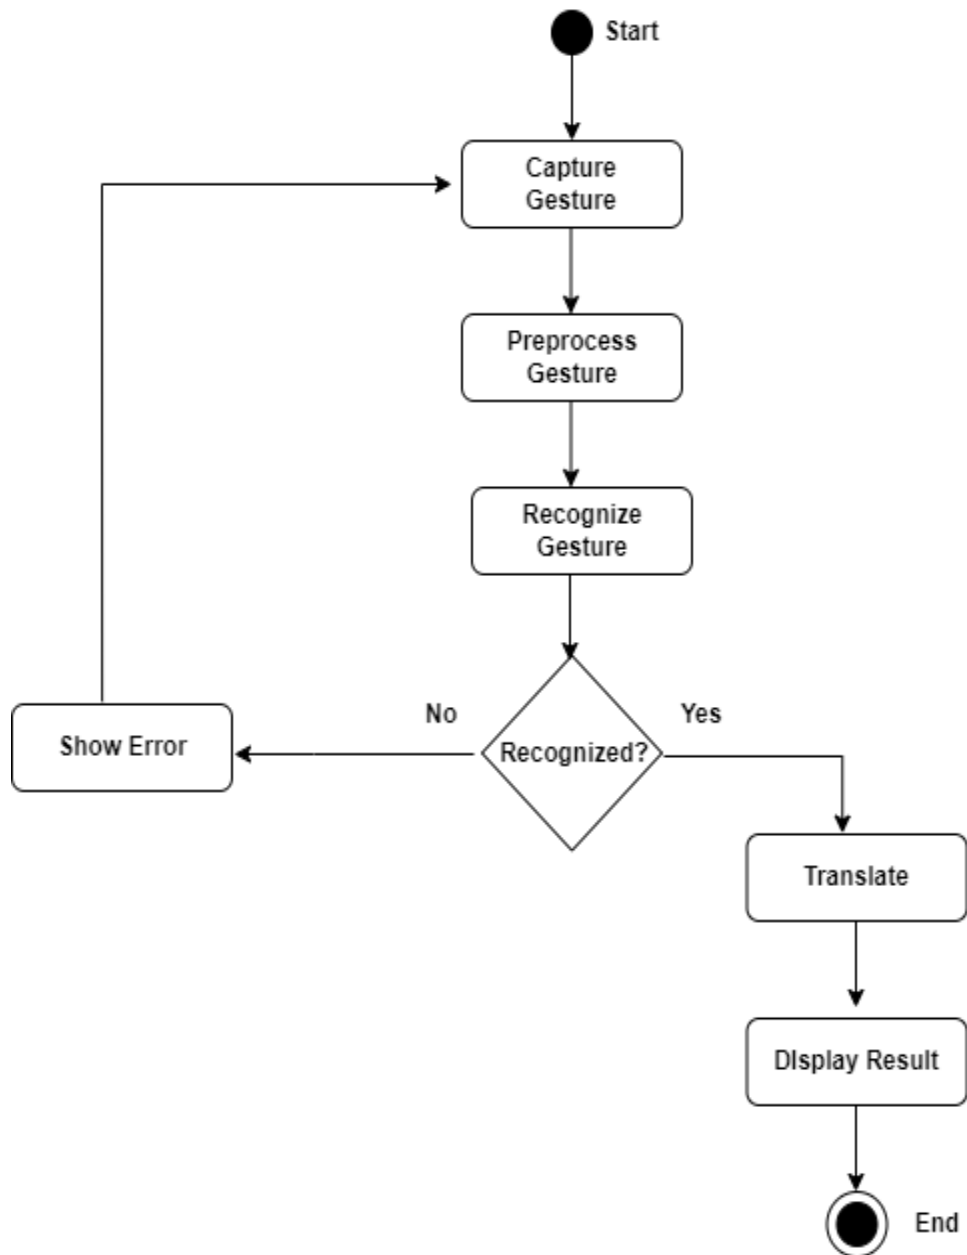 Start
Capture
Gesture
Preprocess
Gesture
Recognize
Gesture
No
Yes
Show Error
Recognized?
Translate
DIsplay Result
End